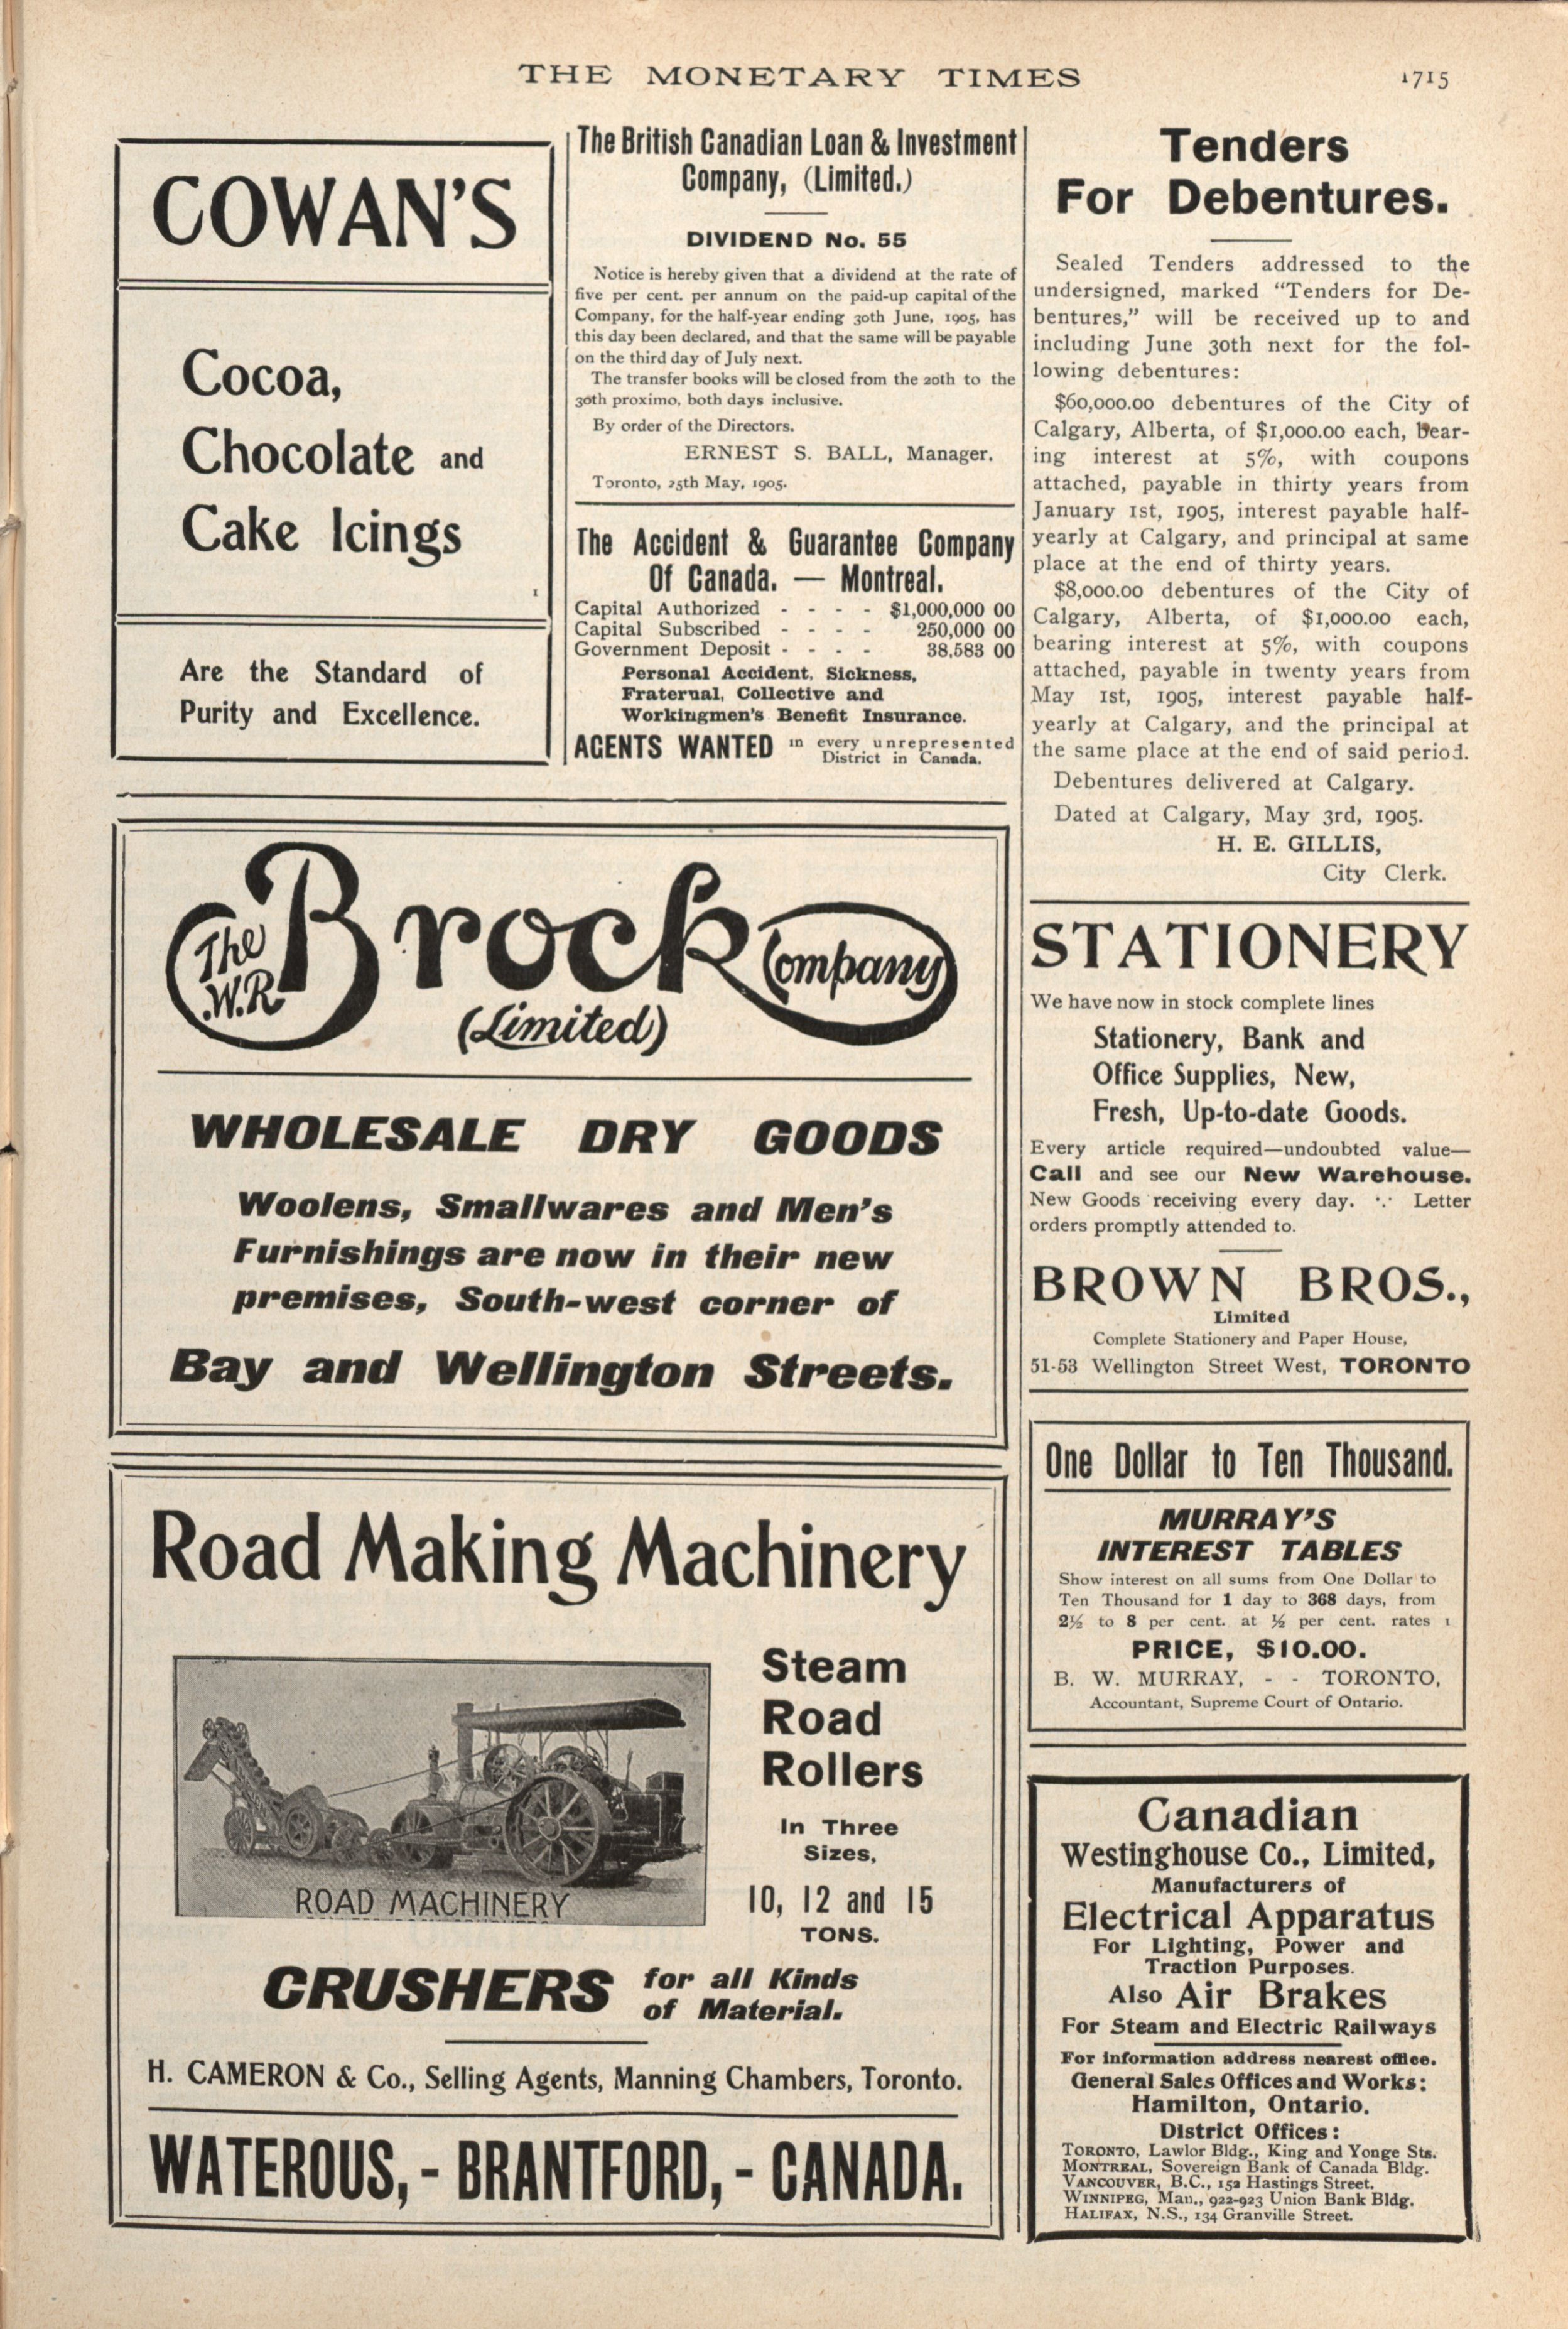 THE MONETARY TIMES
1715
COWAN'S
Cocoa,
Chocolate and
Cake Icings
Are the Standard of
Purity and Excellence.
The British Canadian Loan & Investment
Company, (Limited.)
DIVIDEND No. 55
Notice is hereby given that a dividend at the rate of
five per cent. per annum on the paid-up capital of the
Company, for the half-year ending 30th June, 1905, has
this day been declared, and that the same will be payable
on the third day of July next.
The transfer books will be closed from the 20th to the
30th proximo, both days inclusive.
By order of the Directors.
ERNEST S. BALL, Manager.
Toronto, 25th May, 1905.
The Accident & Guarantee Company
Of Canada. — Montreal.
Capital Authorized - - - - $1,000,000 00
Capital Subscribed - - - - 250,000 00
Government Deposit - - - - 38,583 00
Personal Accident, Sickness,
Fraternal, Collective and
Workingmen's Benefit Insurance.
AGENTS WANTED in every unrepresented
District in Canada.
Tenders
For Debentures.
Sealed Tenders addressed to the
undersigned, marked "Tenders for De-
bentures," will be received up to and
including June 30th next for the fol-
lowing debentures:
$60,000.00 debentures of the City of
Calgary, Alberta, of $1,000.00 each, bear-
ing interest at 5%, with coupons
attached, payable in thirty years from
January 1st, 1905, interest payable half-
yearly at Calgary, and principal at same
place at the end of thirty years.
$8,000.00 debentures of the City of
Calgary, Alberta, of $1,000.00 each,
bearing interest at 5%, with coupons
attached, payable in twenty years from
May 1st, 1905, interest payable half-
yearly at Calgary, and the principal at
the same place at the end of said period.
Debentures delivered at Calgary.
Dated at Calgary, May 3rd, 1905.
H. E. GILLIS,
City Clerk.
The W.R. Brock Company
(Limited)
WHOLESALE DRY GOODS
Woolens, Smallwares and Men's
Furnishings are now in their new
premises, South-west corner of
Bay and Wellington Streets.
STATIONERY
We have now in stock complete lines
Stationery, Bank and
Office Supplies, New,
Fresh, Up-to-date Goods.
Every article required—undoubted value—
Call and see our New Warehouse.
New Goods receiving every day. ∵ Letter
orders promptly attended to.
BROWN BROS.,
Limited
Complete Stationery and Paper House,
51-53 Wellington Street West, TORONTO
Road Making Machinery
ROAD MACHINERY
Steam
Road
Rollers
In Three
Sizes,
10, 12 and 15
TONS.
CRUSHERS for all Kinds
of Material.
H. CAMERON & Co., Selling Agents, Manning Chambers, Toronto.
WATEROUS, - BRANTFORD, - CANADA.
One Dollar to Ten Thousand.
MURRAY'S
INTEREST TABLES
Show interest on all sums from One Dollar to
Ten Thousand for 1 day to 368 days, from
2½ to 8 per cent. at ½ per cent. rates
PRICE, $10.00.
B. W. MURRAY, - - TORONTO,
Accountant, Supreme Court of Ontario.
Canadian
Westinghouse Co., Limited,
Manufacturers of
Electrical Apparatus
For Lighting, Power and
Traction Purposes.
Also Air Brakes
For Steam and Electric Railways
For information address nearest office.
General Sales Offices and Works:
Hamilton, Ontario.
District Offices:
TORONTO, Lawlor Bldg., King and Yonge Sts.
MONTREAL, Sovereign Bank of Canada Bldg.
VANCOUVER, B.C., 152 Hastings Street.
WINNIPEG, Man., 922-923 Union Bank Bldg.
HALIFAX, N.S., 134 Granville Street.